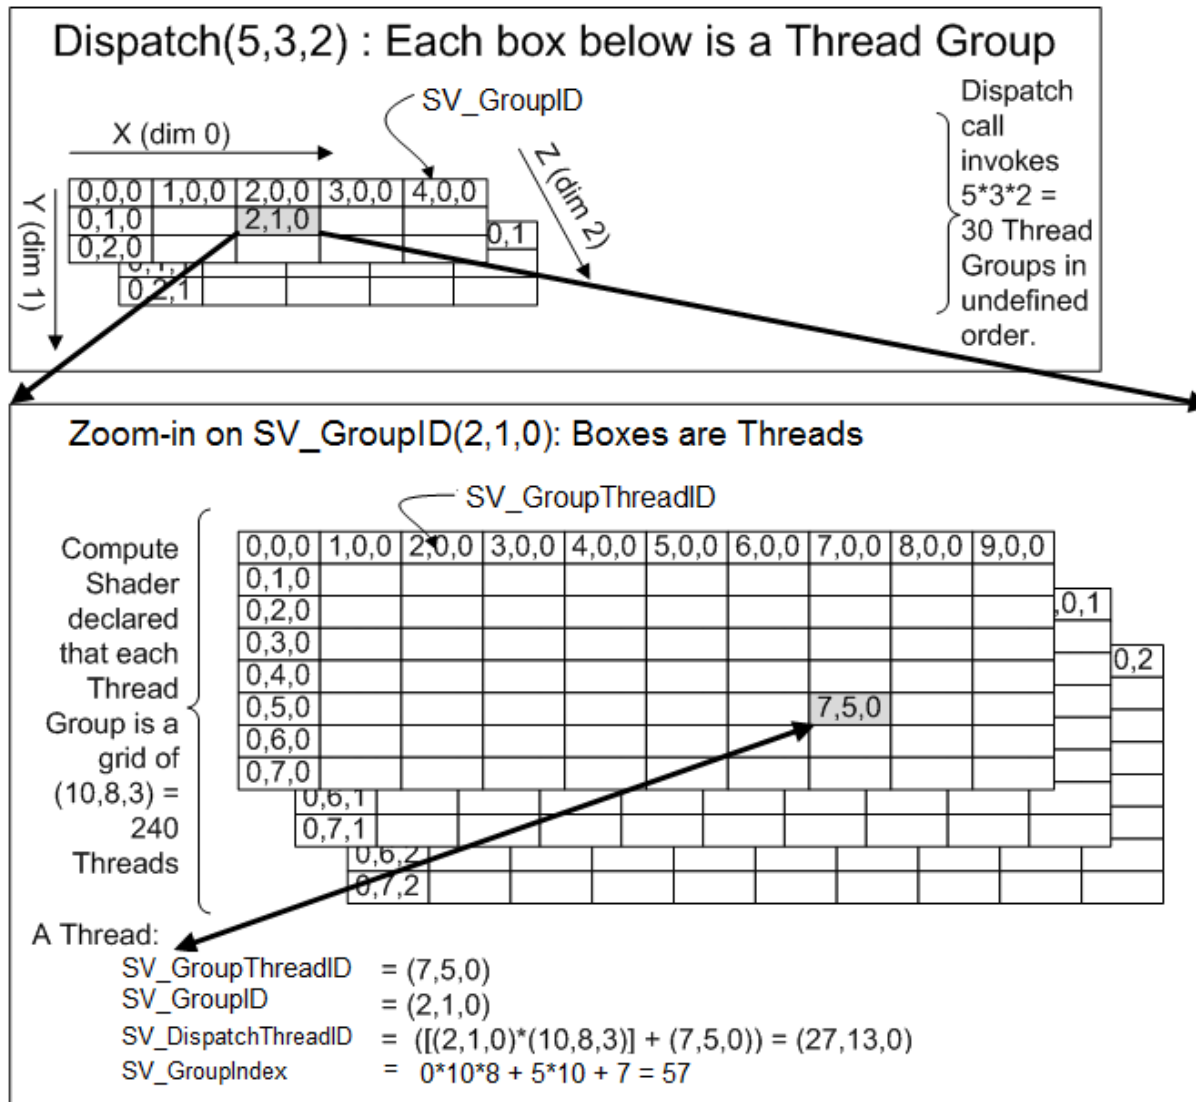 Dispatch(5,3,2) : Each box below is a Thread Group
SV_GroupID
X (dim 0)
Y (dim 1)
Z (dim 2)
0,0,0 1,0,0 2,0,0 3,0,0 4,0,0
0,1,0 2,1,0
0,2,0
0,1
0,1,1
0,2,1
Dispatch
call
invokes
5*3*2 =
30 Thread
Groups in
undefined
order.
Zoom-in on SV_GroupID(2,1,0): Boxes are Threads
SV_GroupThreadID
Compute
Shader
declared
that each
Thread
Group is a
grid of
(10,8,3) =
240
Threads
0,0,0 1,0,0 2,0,0 3,0,0 4,0,0 5,0,0 6,0,0 7,0,0 8,0,0 9,0,0
0,1,0
0,2,0
0,3,0
0,4,0
0,5,0 7,5,0
0,6,0
0,7,0
,0,1
0,6,1
0,7,1
0,2
0,6,2
0,7,2
A Thread:
SV_GroupThreadID = (7,5,0)
SV_GroupID = (2,1,0)
SV_DispatchThreadID = ([(2,1,0)*(10,8,3)] + (7,5,0)) = (27,13,0)
SV_GroupIndex = 0*10*8 + 5*10 + 7 = 57